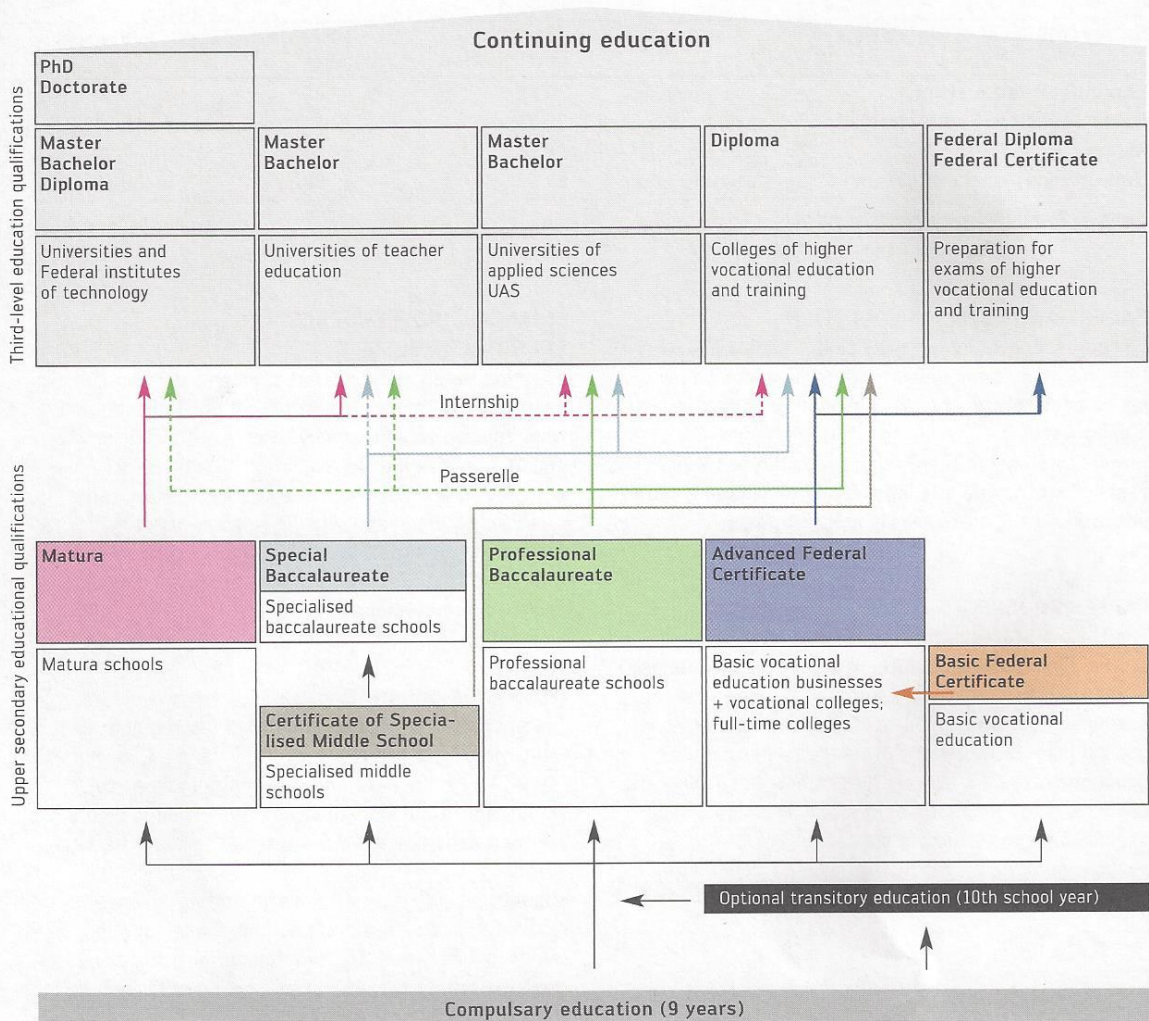 Continuing education
Third-level education qualifications
PhD
Doctorate
Master
Bachelor
Diploma
Master
Bachelor
Master
Bachelor
Diploma
Federal Diploma
Federal Certificate
Universities and
Federal institutes
of technology
Universities of teacher
education
Universities of
applied sciences
UAS
Colleges of higher
vocational education
and training
Preparation for
exams of higher
vocational education
and training
Internship
Passerelle
Upper secondary educational qualifications
Matura
Special
Baccalaureate
Specialised
baccalaureate schools
Professional
Baccalaureate
Advanced Federal
Certificate
Matura schools
Certificate of Specia-
lised Middle School
Specialised middle
schools
Professional
baccalaureate schools
Basic vocational
education businesses
+ vocational colleges;
full-time colleges
Basic Federal
Certificate
Basic vocational
education
Optional transitory education (10th school year)
Compulsary education (9 years)